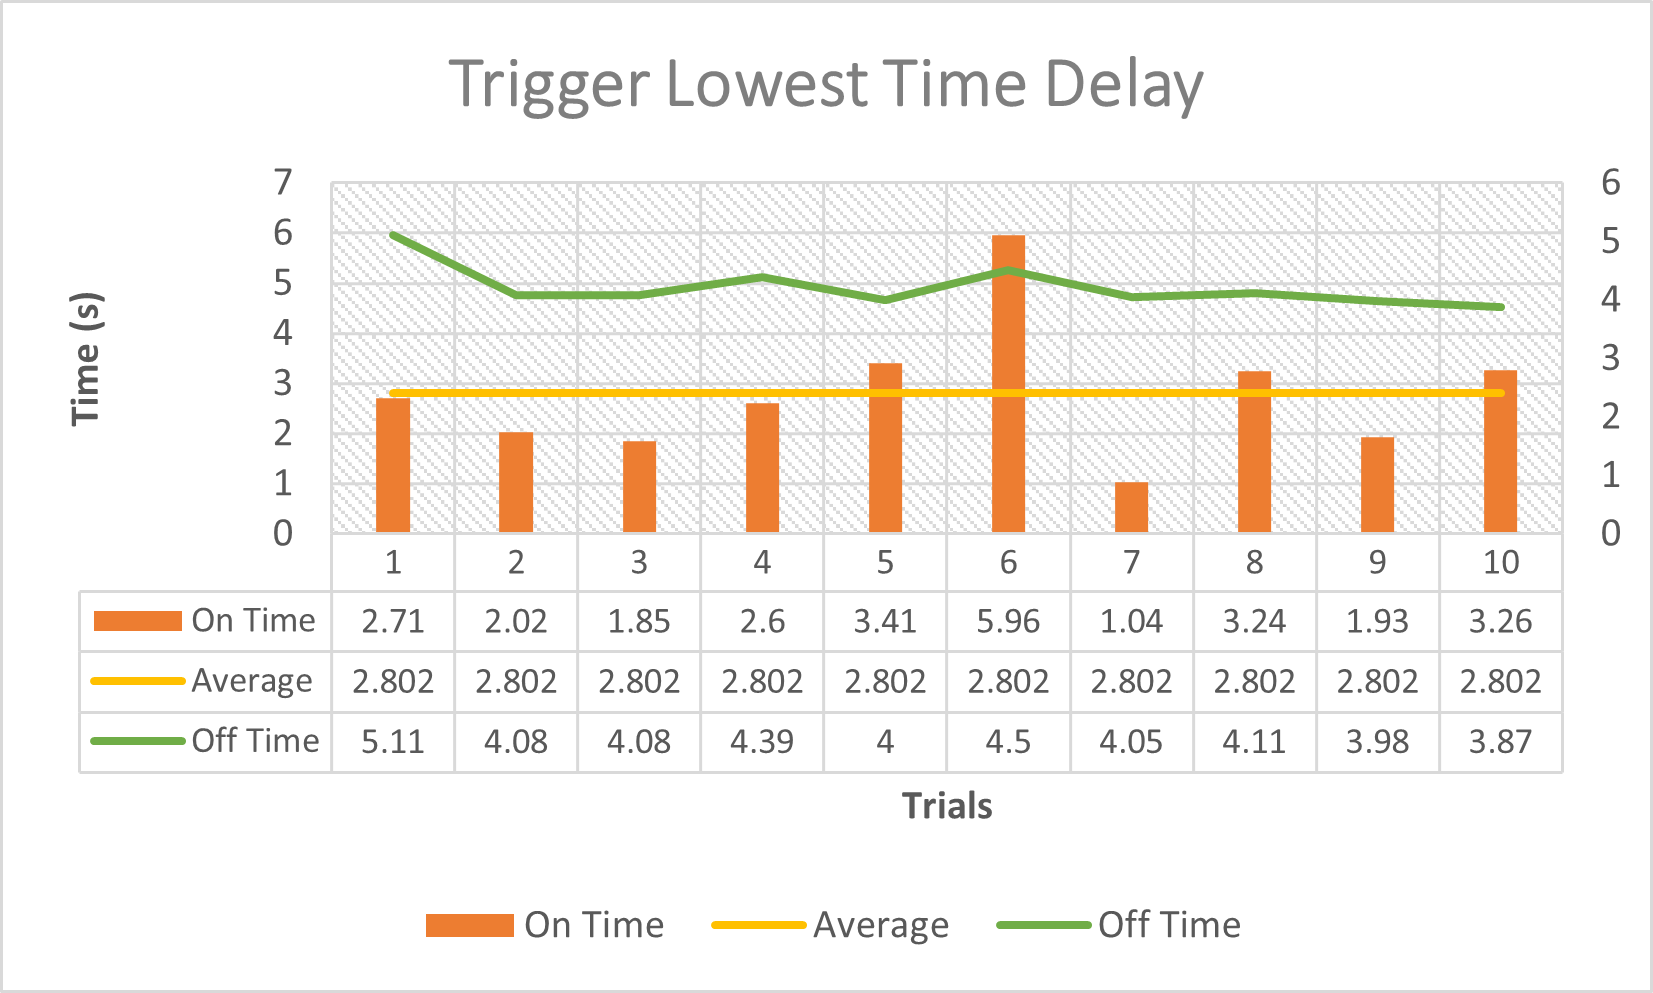 Trigger Lowest Time Delay
7 6
6 5
5 4
4 3
3 2
2 1
1 0
0
Time (s)
1 2 3 4 5 6 7 8 9 10
On Time 2.71 2.02 1.85 2.6 3.41 5.96 1.04 3.24 1.93 3.26
Average 2.802 2.802 2.802 2.802 2.802 2.802 2.802 2.802 2.802 2.802
Off Time 5.11 4.08 4.08 4.39 4 4.5 4.05 4.11 3.98 3.87
Trials
On Time Average Off Time